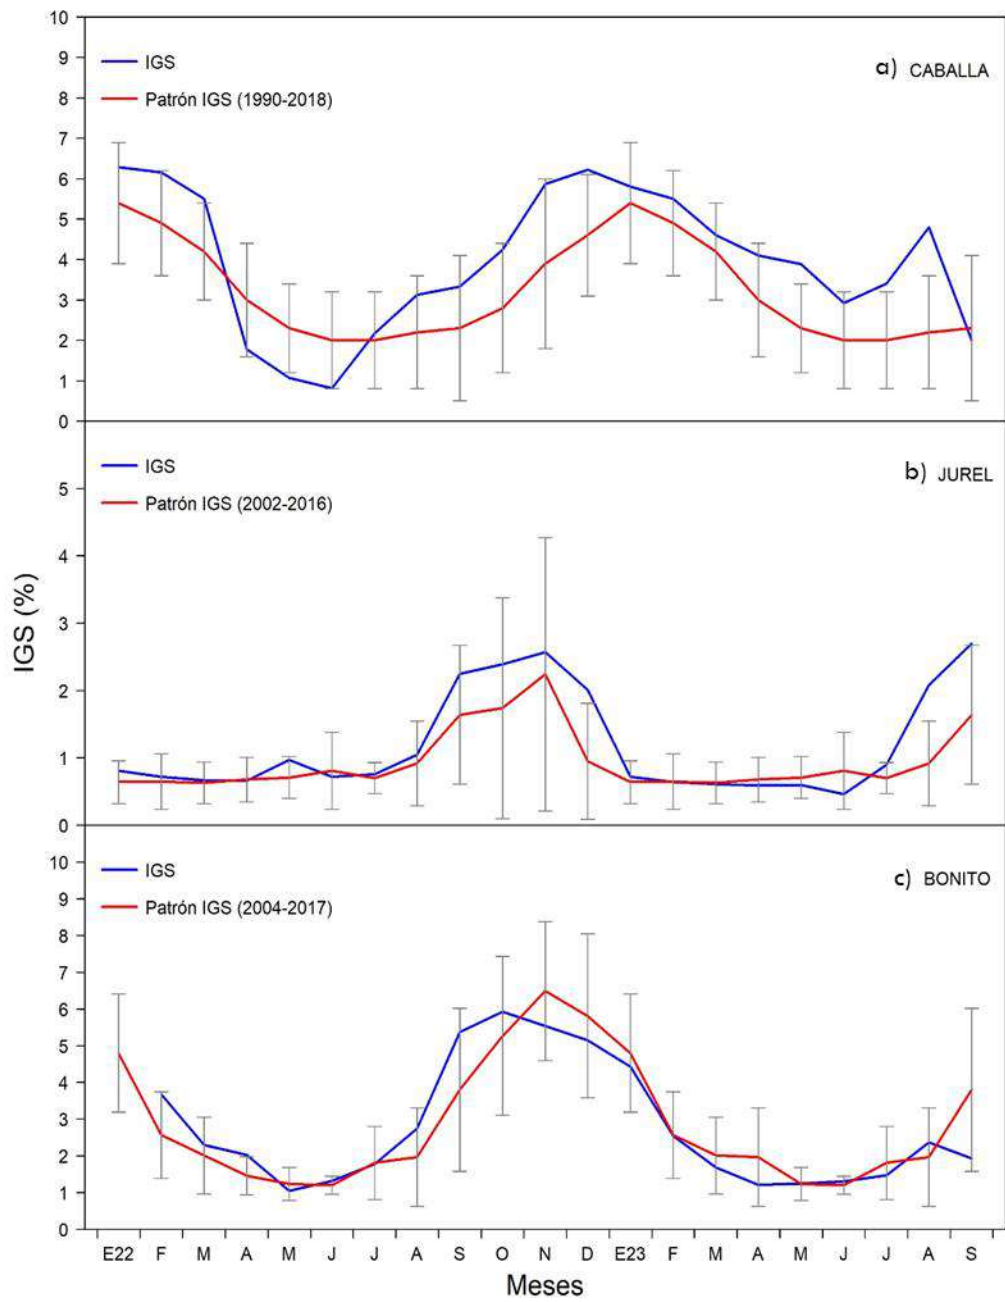 10
9
8
7
6
5
4
3
2
1
0
IGS
Patrón IGS (1990-2018)
a) CABALLA
5
4
3
2
1
0
IGS
Patrón IGS (2002-2016)
b) JUREL
IGS (%)
10
9
8
7
6
5
4
3
2
1
0
IGS
Patrón IGS (2004-2017)
c) BONITO
E22 F M A M J J A S O N D E23 F M A M J J A S
Meses